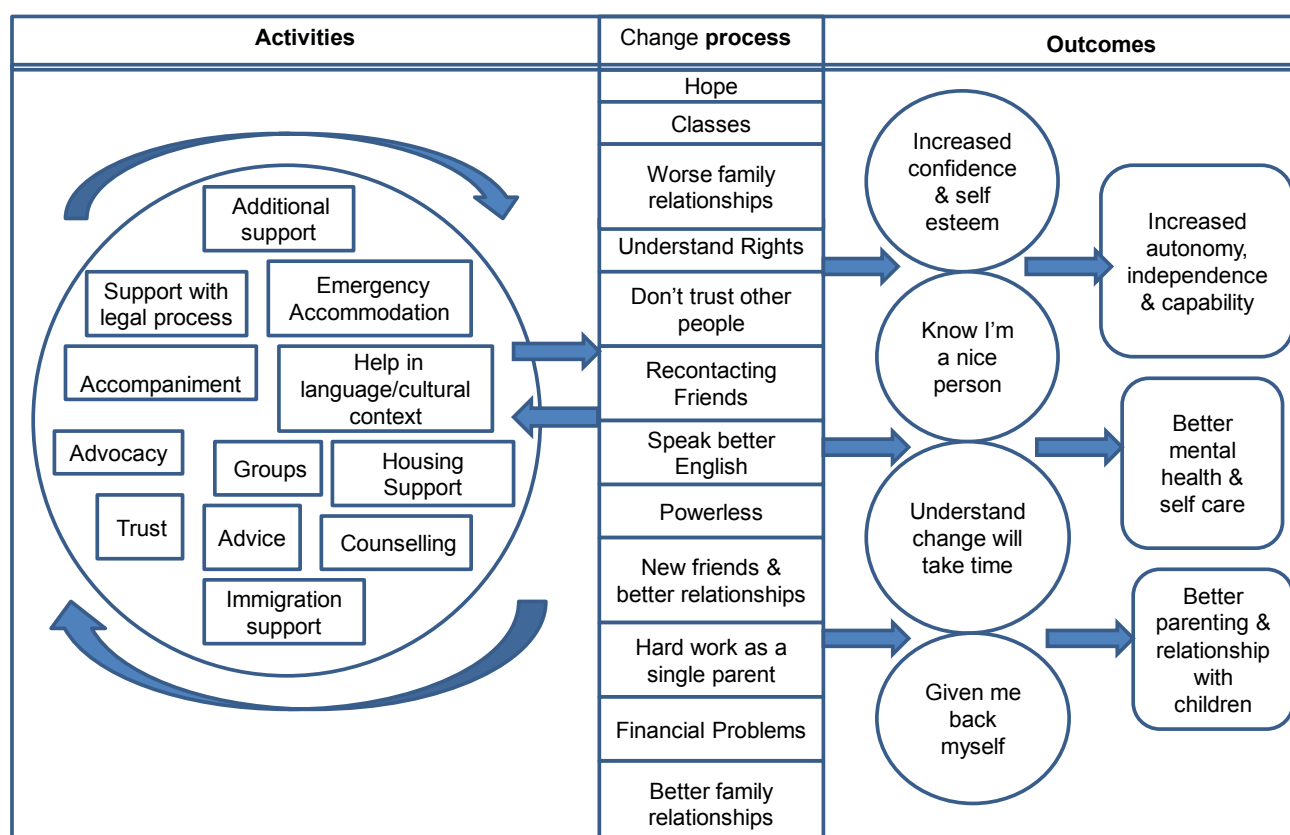 Activities
Change process
Outcomes
Additional
support
Support with
legal process
Emergency
Accommodation
Accompaniment
Help in
language/cultural
context
Advocacy
Groups
Housing
Support
Trust
Advice
Counselling
Immigration
support
Hope
Classes
Worse family
relationships
Understand Rights
Don’t trust other
people
Recontacting
Friends
Speak better
English
Powerless
New friends &
better relationships
Hard work as a
single parent
Financial Problems
Better family
relationships
Increased
confidence
& self
esteem
Know I’m
a nice
person
Understand
change will
take time
Given me
back
myself
Increased
autonomy,
independence
& capability
Better
mental
health &
self care
Better
parenting &
relationship
with
children